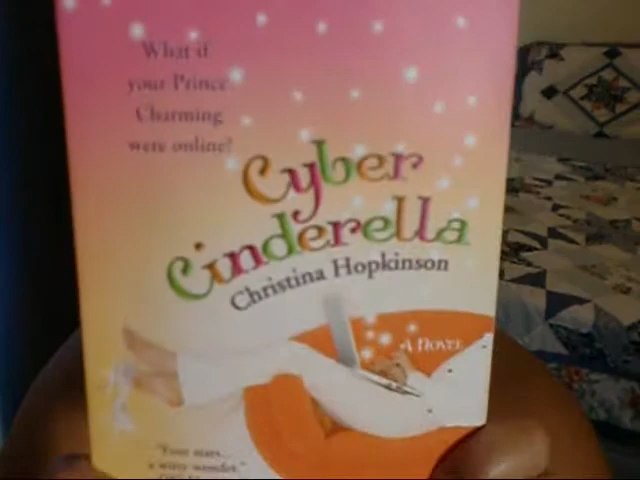 What if
your Prince
Charming
were online?
Cyber
Cinderella
Christina Hopkinson
A NOVEL
"Four stars...
a witty wonder."